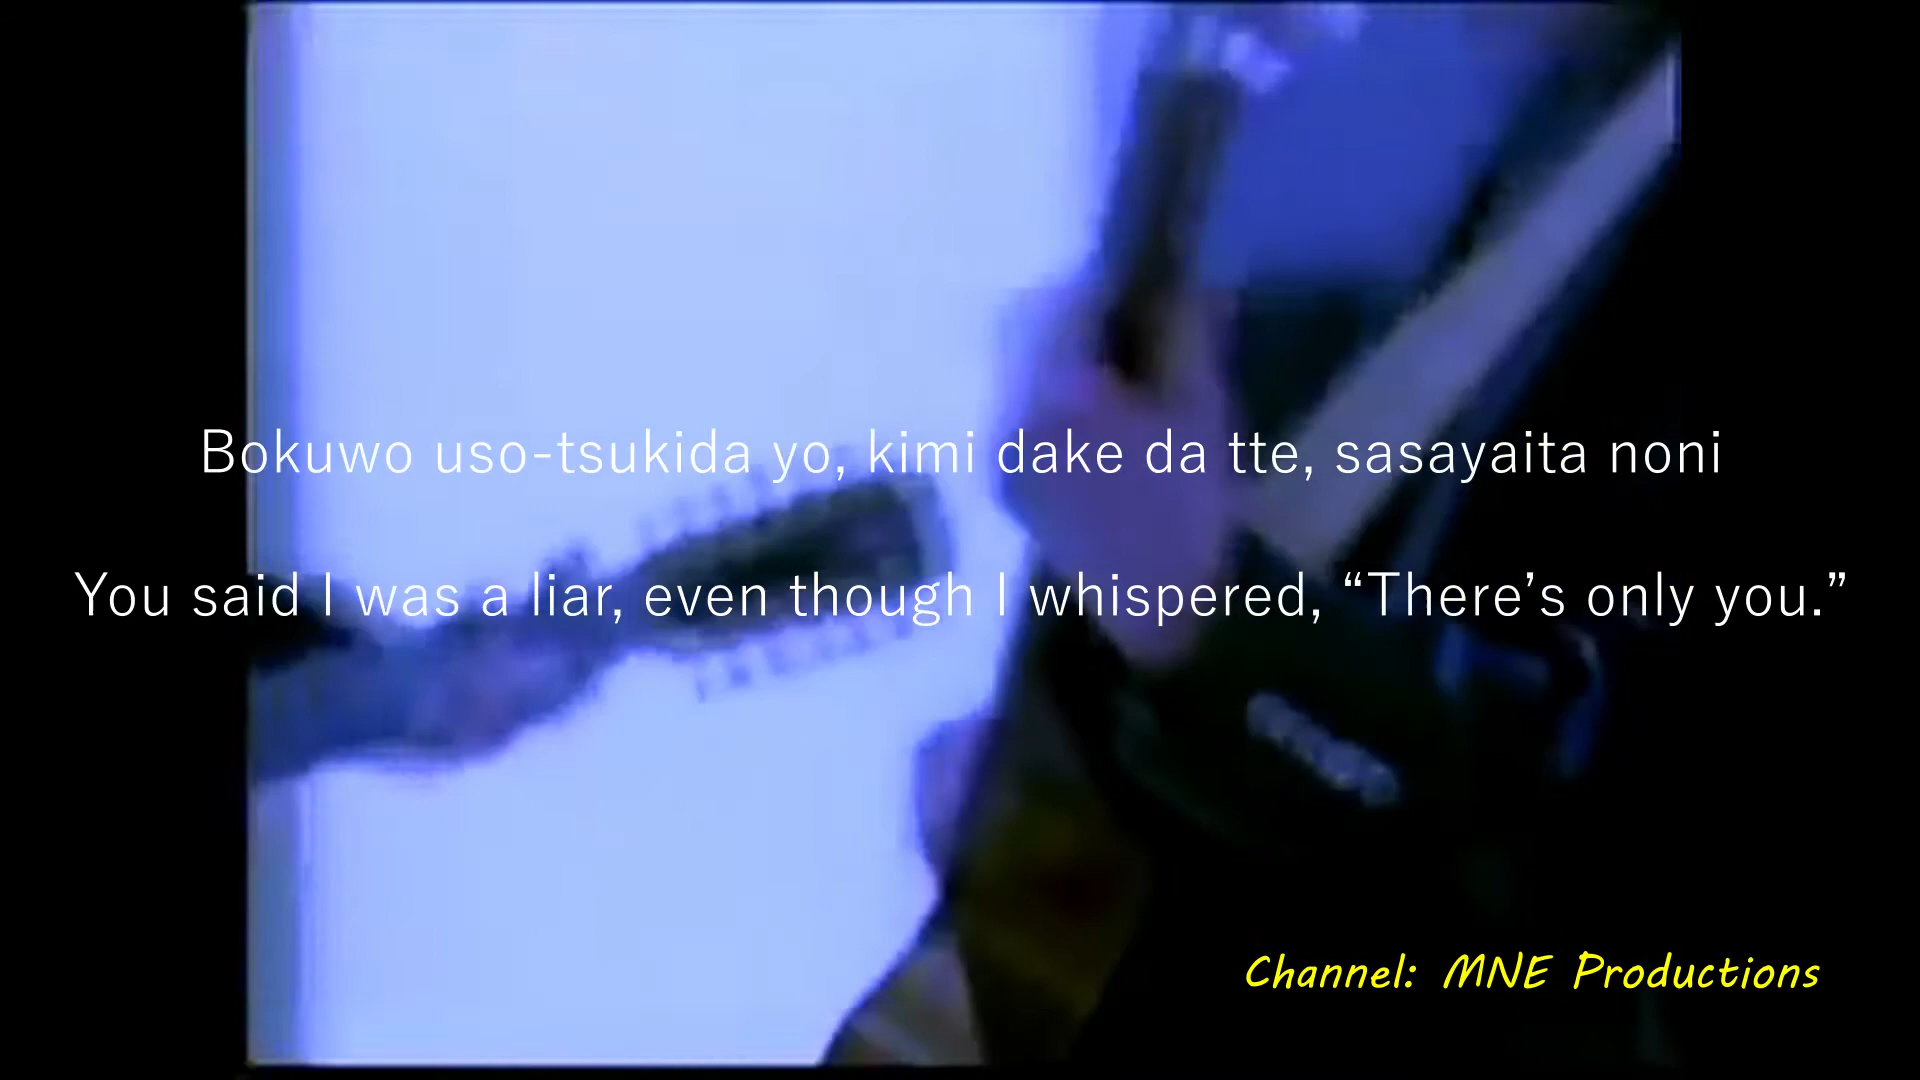 Bokuwo uso-tsukida yo, kimi dake da tte, sasayaita noni
You said I was a liar, even though I whispered, “There’s only you.”
Channel: MNE Productions